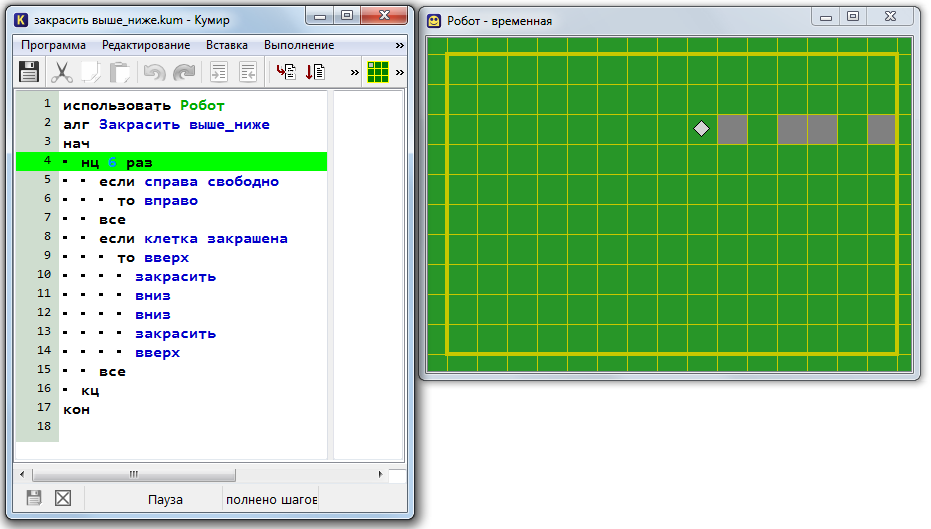 закрасить выше_ниже.kum - Кумир
Программа Редактирование Вставка Выполнение »
» »
1 использовать Робот
2 алг Закрасить выше_ниже
3 нач
4 нц 6 раз
5 если справа свободно
6 то вправо
7 все
8 если клетка закрашена
9 то вверх
10 закрасить
11 вниз
12 вниз
13 закрасить
14 вверх
15 все
16 кц
17 кон
18
Пауза полнено шагов
Робот - временная